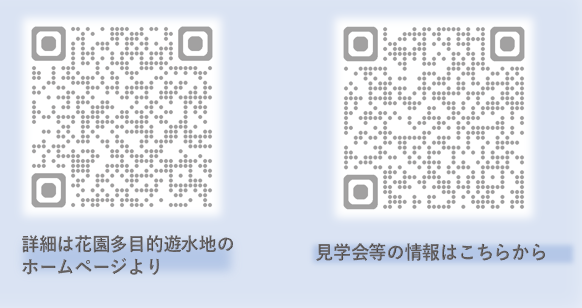 詳細は花園多目的遊水地の
ホームページより
見学会等の情報はこちらから